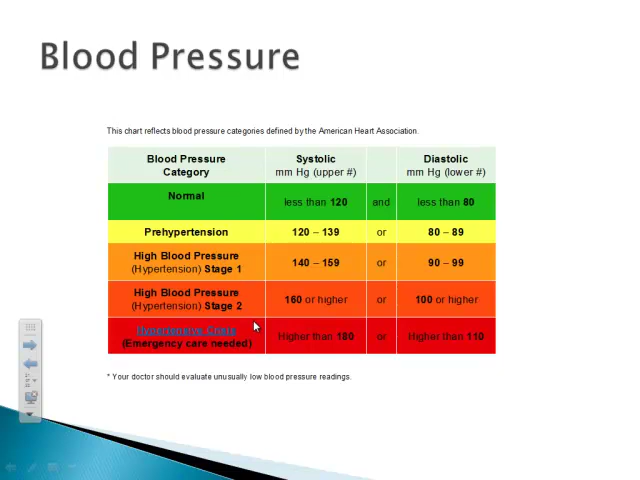 Blood Pressure
This chart reflects blood pressure categories defined by the American Heart Association.
Blood Pressure Category Systolic mm Hg (upper #) Diastolic mm Hg (lower #)
Normal less than 120 and less than 80
Prehypertension 120 – 139 or 80 – 89
High Blood Pressure (Hypertension) Stage 1 140 – 159 or 90 – 99
High Blood Pressure (Hypertension) Stage 2 160 or higher or 100 or higher
Hypertensive Crisis (Emergency care needed) Higher than 180 or Higher than 110
* Your doctor should evaluate unusually low blood pressure readings.